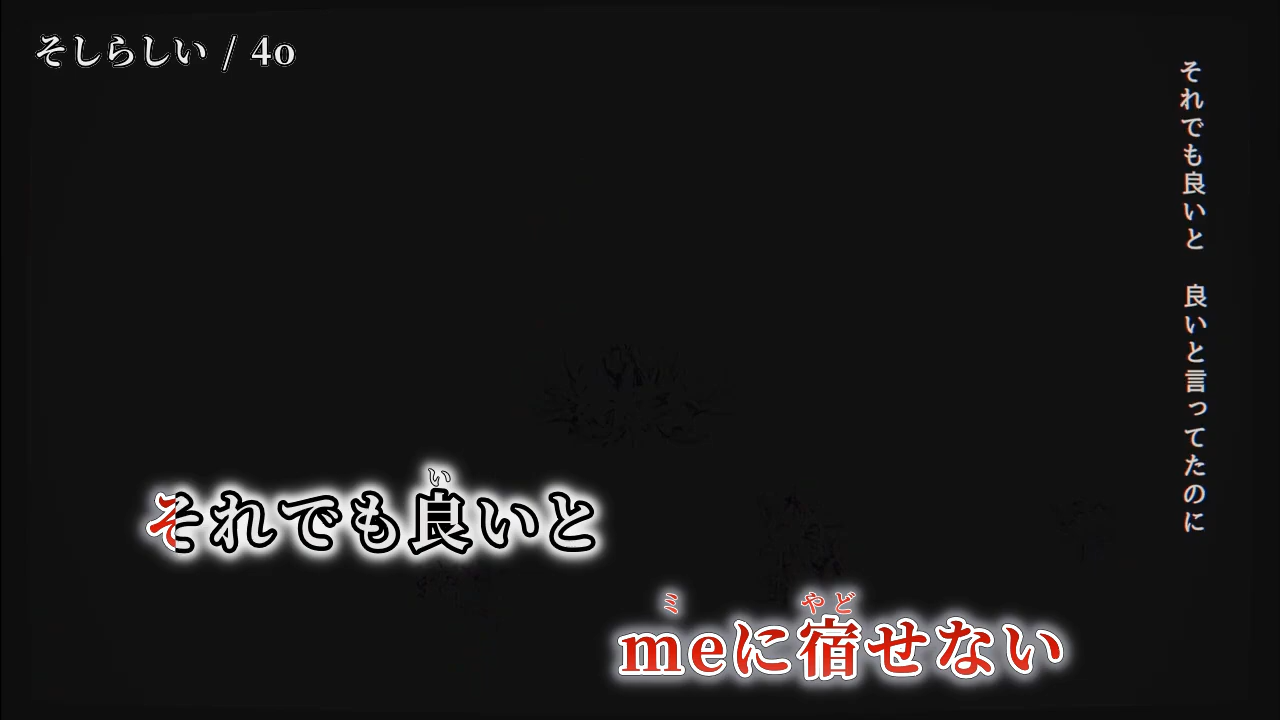 そしらしい / 4o
それでも良いと　良いと言ってたのに
い
それでも良いと
ミ やど
meに宿せない